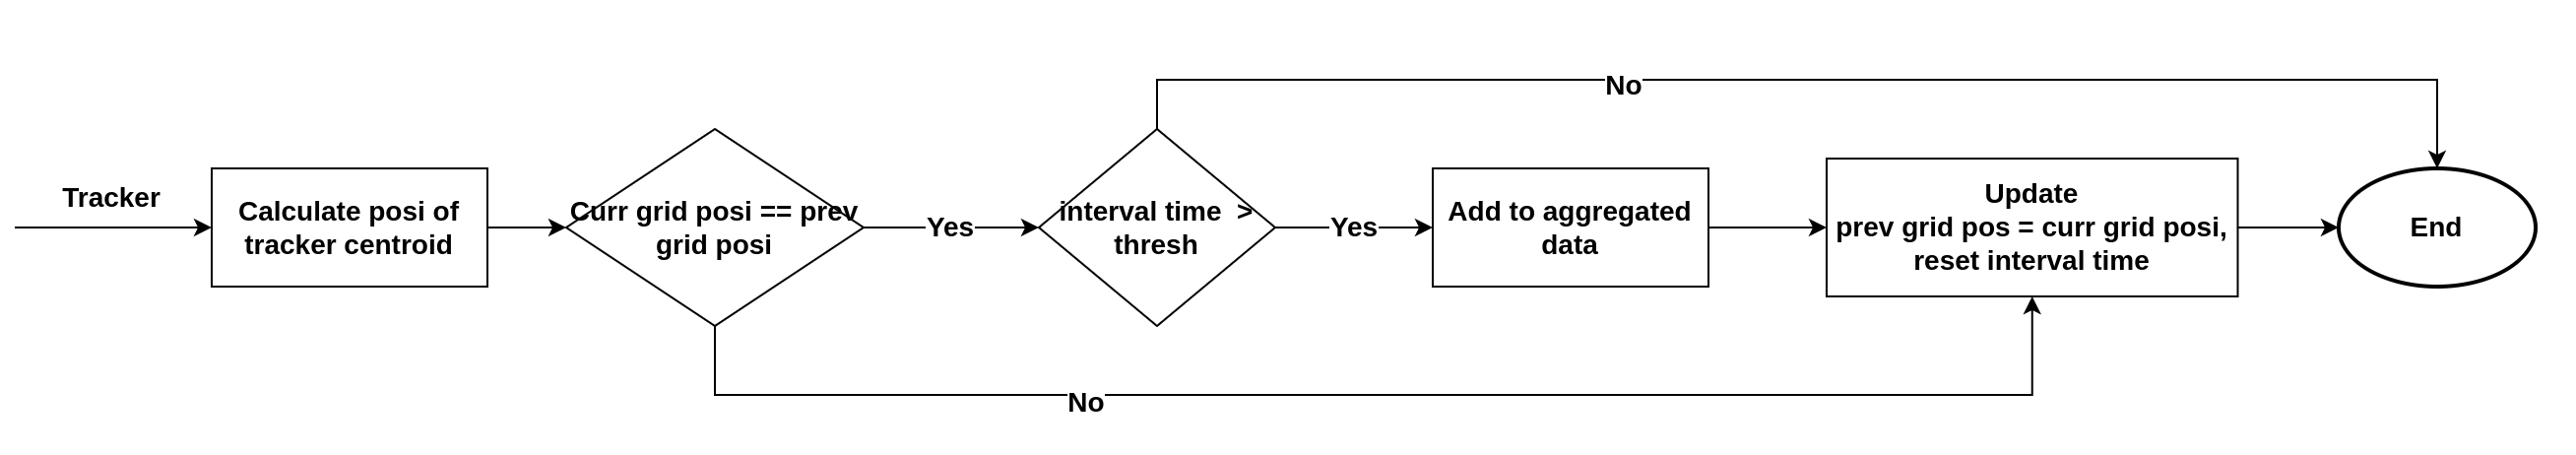 Tracker
Calculate posi of
tracker centroid
Curr grid posi == prev
grid posi
Yes
No
interval time  >
thresh
Yes
No
Add to aggregated
data
Update
prev grid pos = curr grid posi,
reset interval time
End